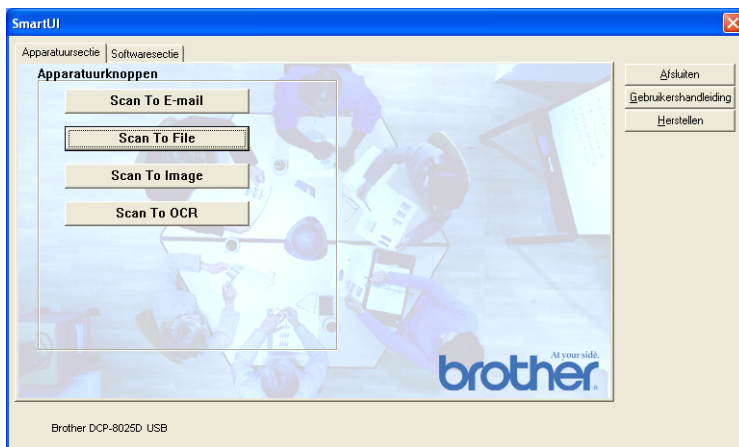 SmartUI
Apparatuursectie
Softwaresectie
Apparatuurknoppen
Scan To E-mail
Scan To File
Scan To Image
Scan To OCR
Afsluiten
Gebruikershandleiding
Herstellen
At your side.
brother
Brother DCP-8025D USB